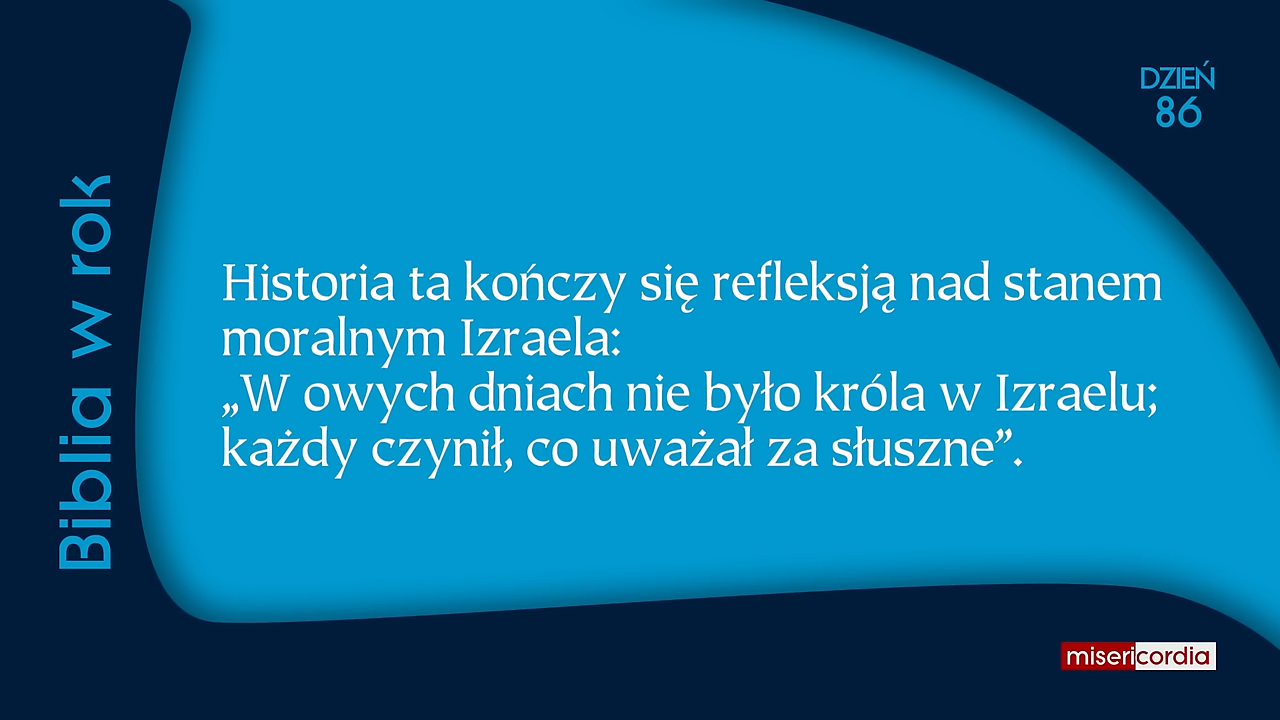 Biblia w rok
DZIEŃ
86
Historia ta kończy się refleksją nad stanem
moralnym Izraela:
„W owych dniach nie było króla w Izraelu;
każdy czynił, co uważał za słuszne”.
misericordia